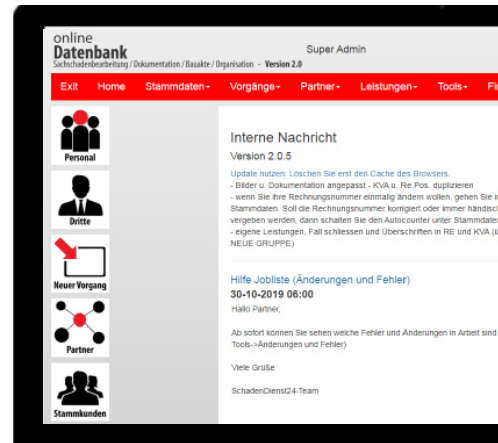 online
Datenbank
Sachschadenbearbeitung / Dokumentation / Bauakte / Organisation - Version 2.0
Super Admin
Exit Home Stammdaten Vorgänge Partner Leistungen Tools Fi
Personal
Dritte
Neuer Vorgang
Partner
Stammkunden
Interne Nachricht
Version 2.0.5
Update nutzen: Löschen Sie erst den Cache des Browsers.
- Bilder u. Dokumentation angepasst - KVA u. Re.Pos. duplizieren
- wenn Sie Ihre Rechnungsnummer einmalig ändern wollen, gehen Sie in
Stammdaten. Soll die Rechnungsnummer korrigiert oder immer händisch
vergeben werden, dann schalten Sie den Autocounter unter Stammdaten
- eigene Leistungen, Fall schliessen und Überschriften in RE und KVA (ü
NEUE GRUPPE)
Hilfe Jobliste (Änderungen und Fehler)
30-10-2019 06:00
Hallo Partner,
Ab sofort können Sie sehen welche Fehler und Änderungen in Arbeit sind
Tools->Änderungen und Fehler)
Viele Grüße
SchadenDienst24-Team